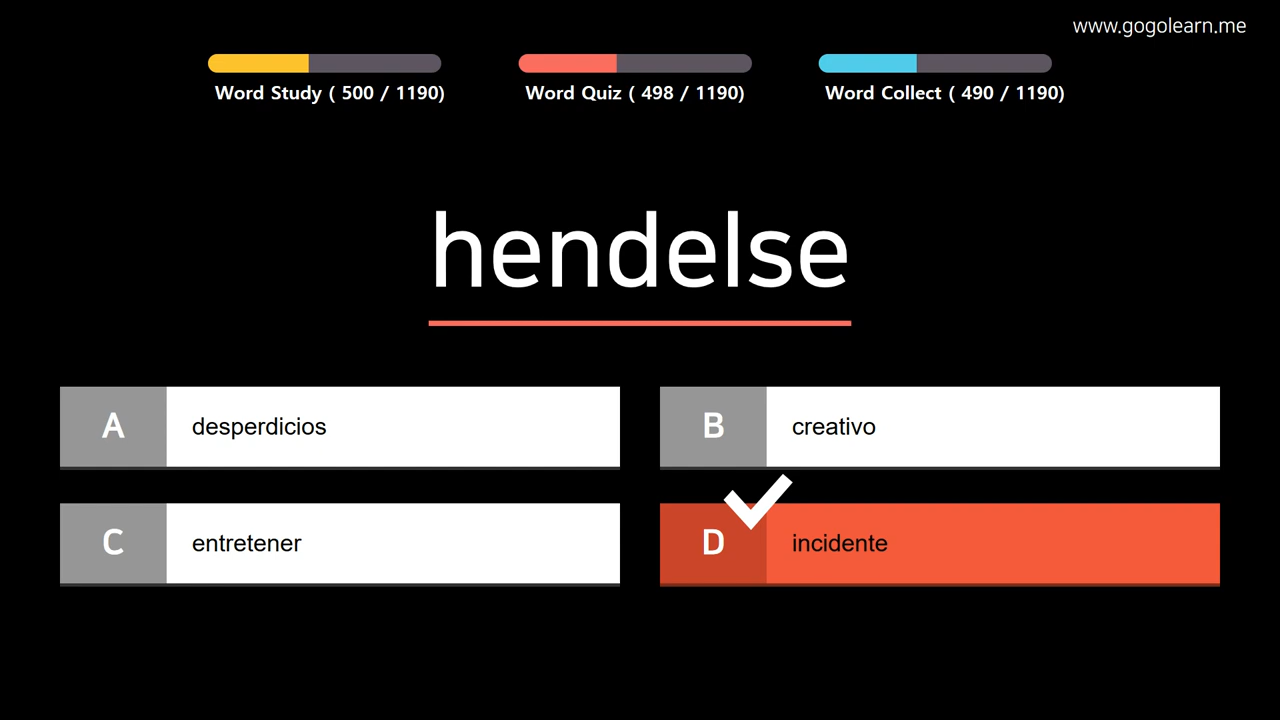 www.gogolearn.me
Word Study ( 500 / 1190)
Word Quiz ( 498 / 1190)
Word Collect ( 490 / 1190)
hendelse
A desperdicios
B creativo
C entretener
D incidente